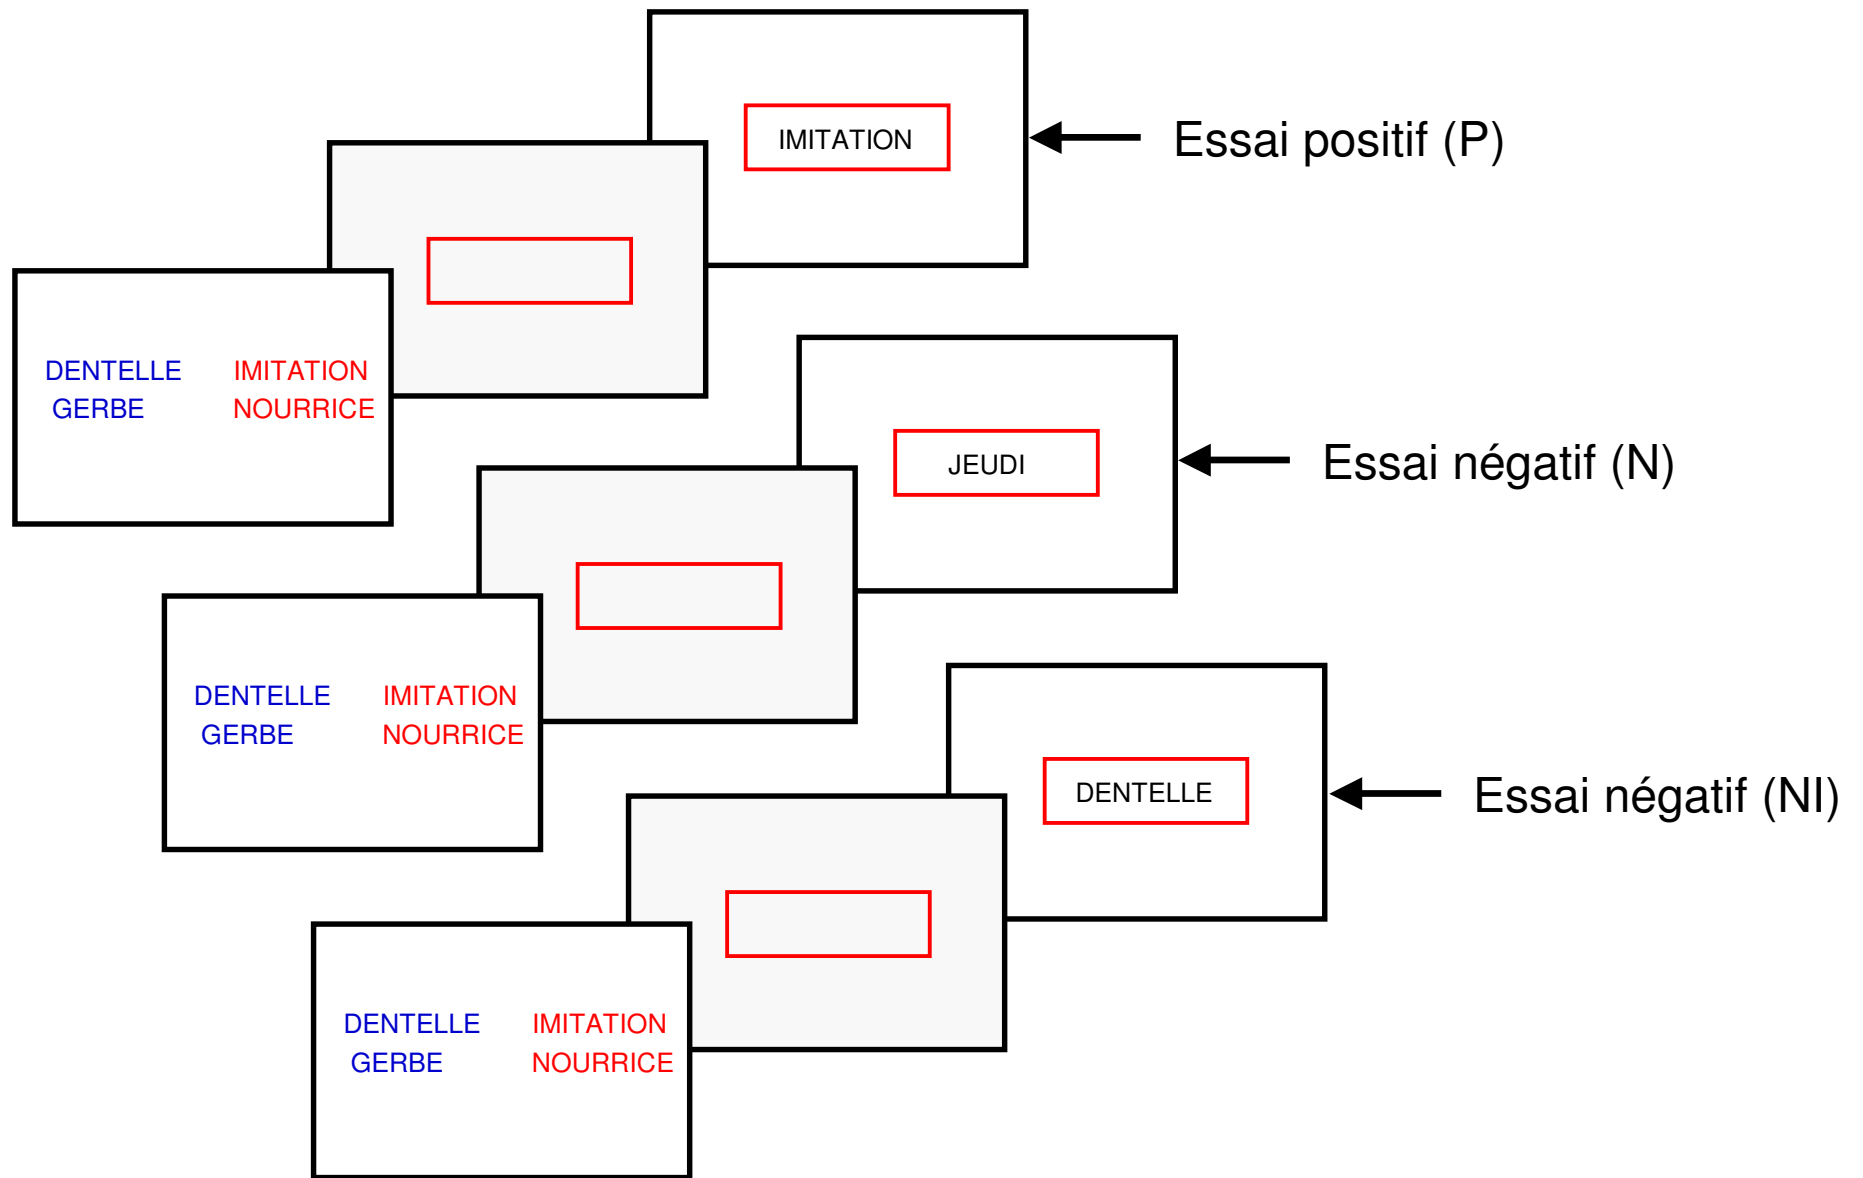 IMITATION
Essai positif (P)
DENTELLE IMITATION
GERBE NOURRICE
JEUDI
Essai négatif (N)
DENTELLE IMITATION
GERBE NOURRICE
DENTELLE
Essai négatif (NI)
DENTELLE IMITATION
GERBE NOURRICE